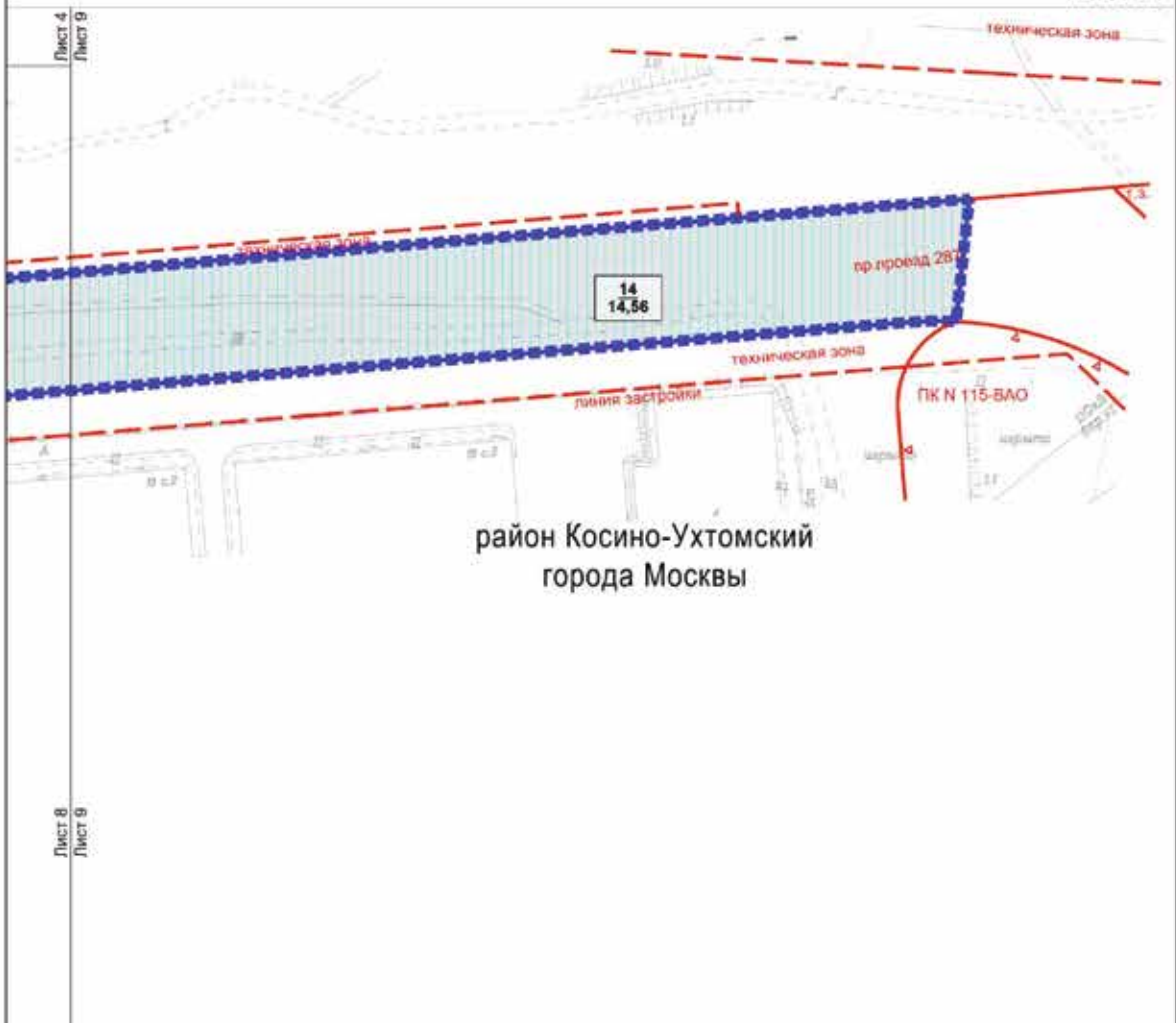 Лист 4
Лист 9
техническая зона
т.з.
техническая зона
пр.проезд 287
14
14,56
техническая зона
линия застройки
ПК N 115-ВАО
район Косино-Ухтомский
города Москвы
Лист 8
Лист 9